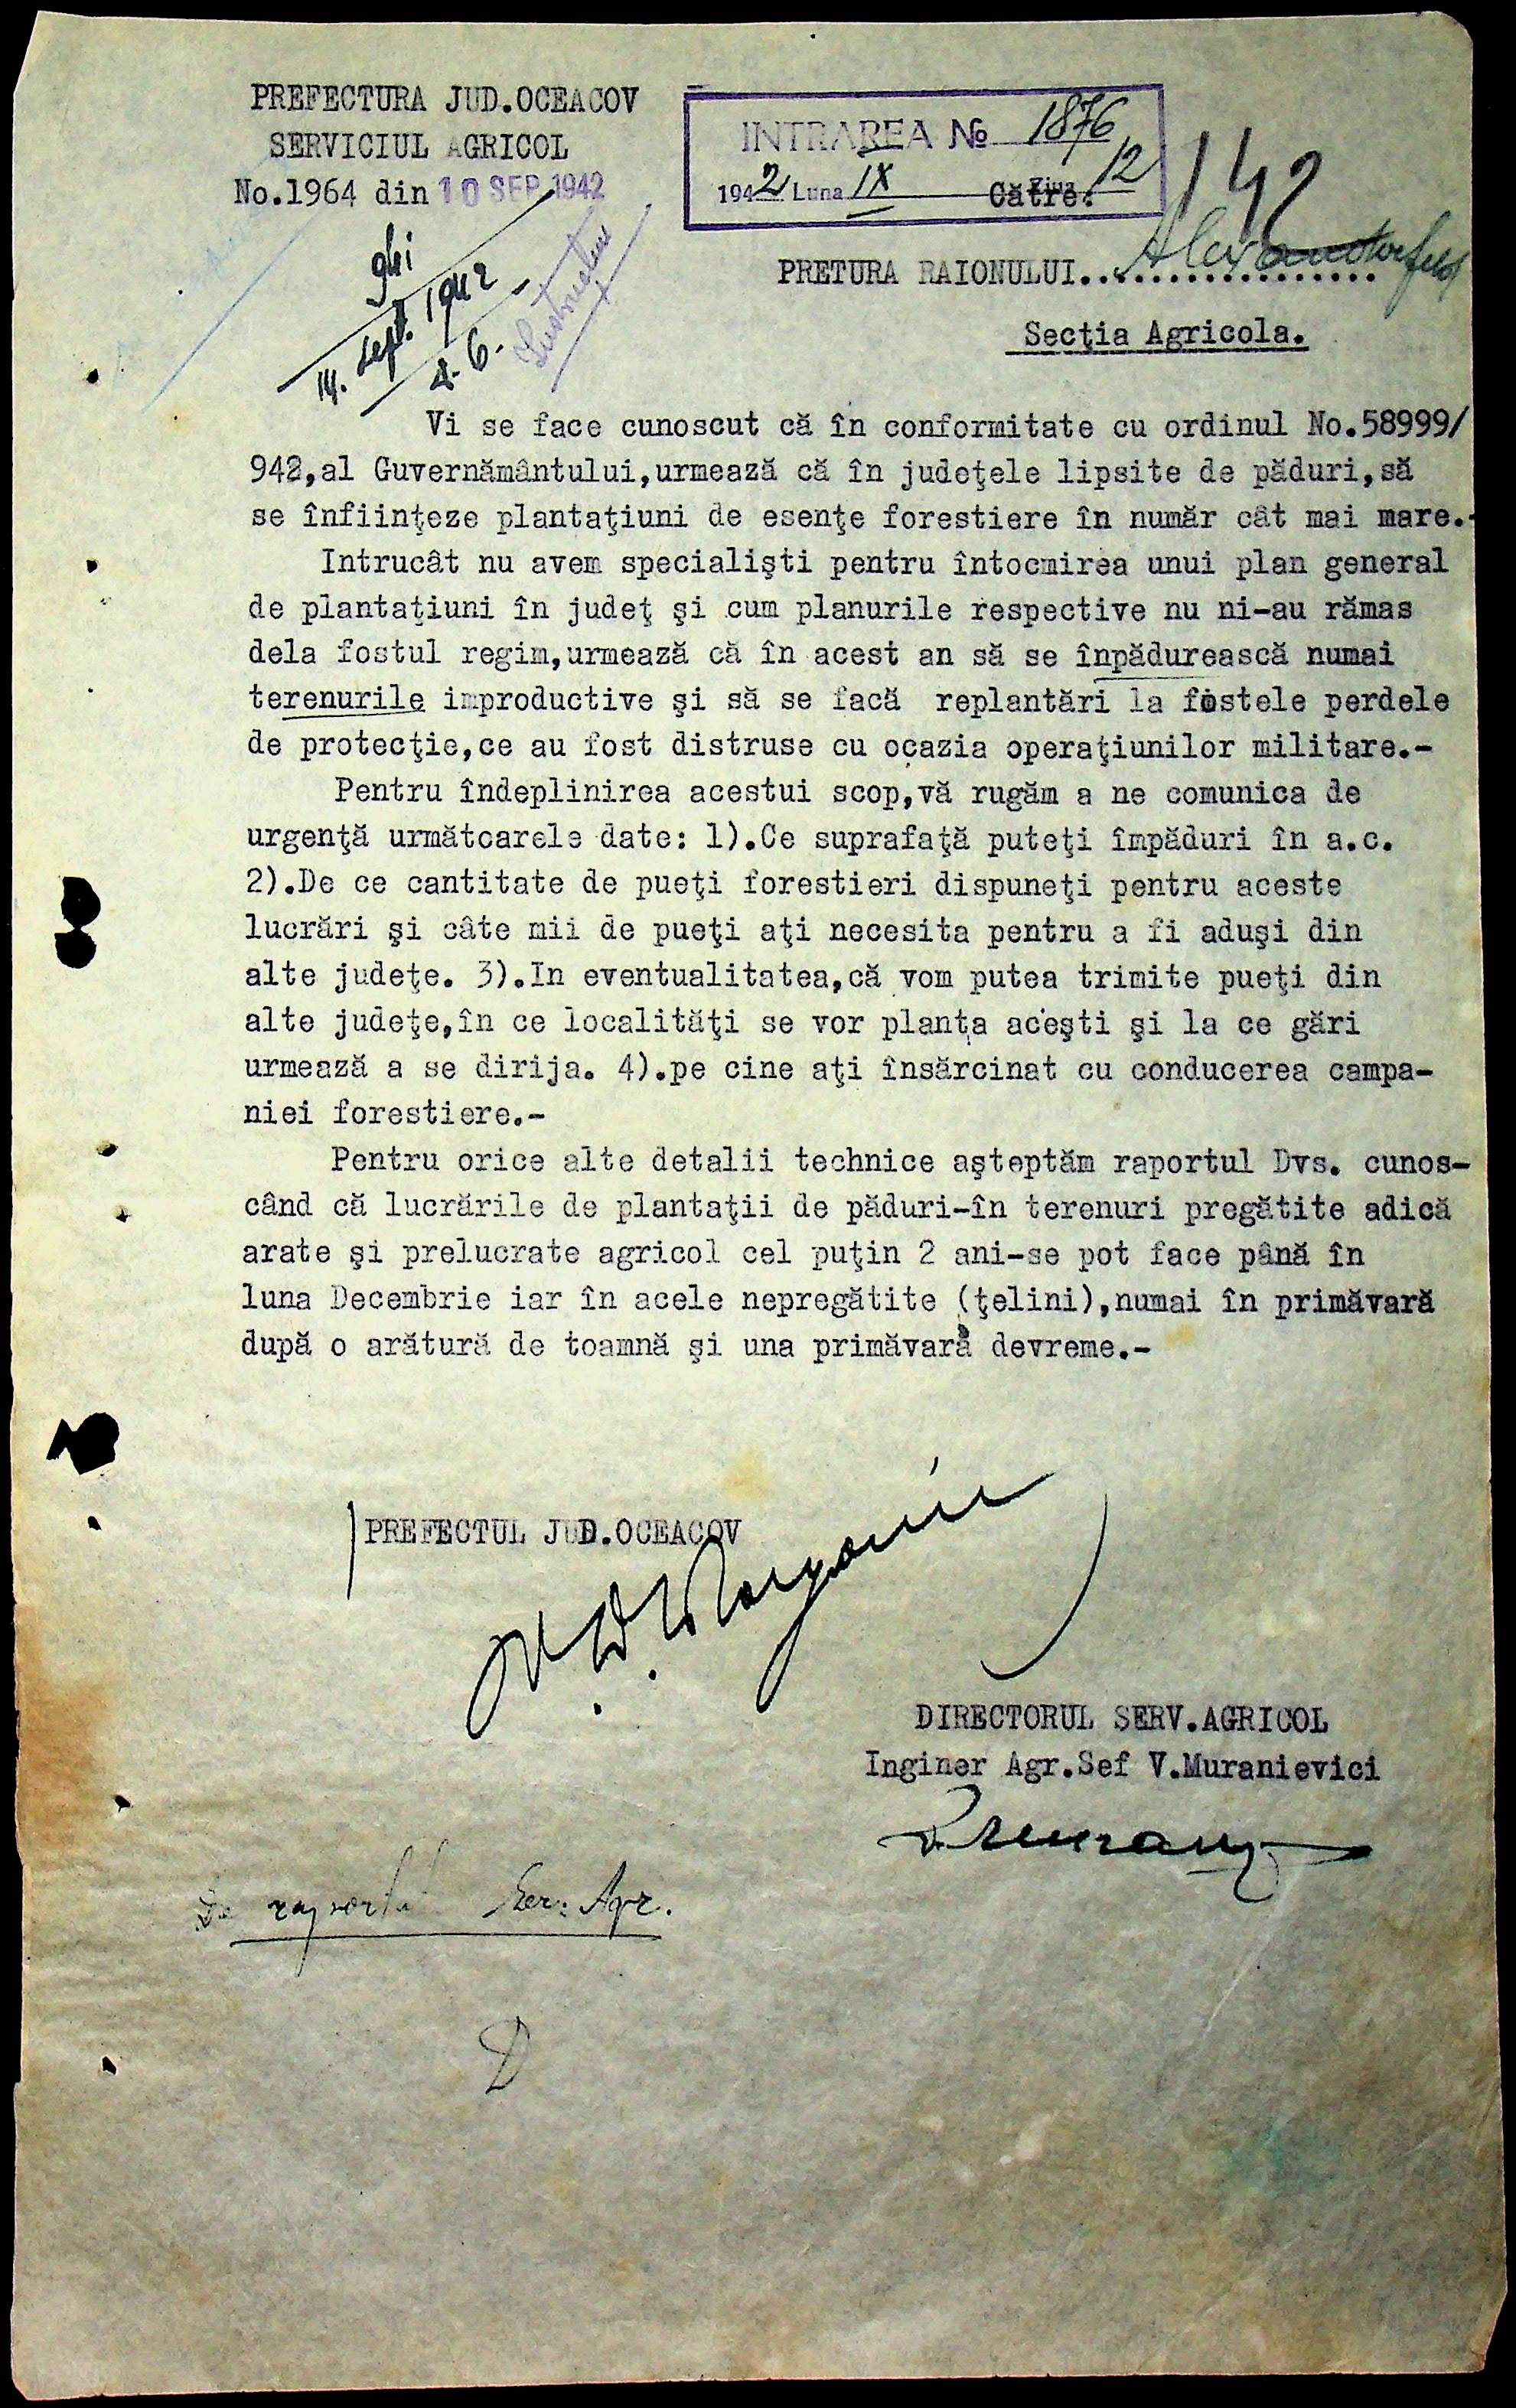 PREFECTURA JUD.OCEACOV
SERVICIUL AGRICOL
No.1964 din 10 SEP 1942
INTRAREA № 1876
1942 Luna IX Ziua 12
Către.
142
14. sept. 1942
PRETURA RAIONULUI.................. Alexanderfeld
Secţia Agricola.
Vi se face cunoscut că în conformitate cu ordinul No.58999/
942,al Guvernământului,urmează că în judeţele lipsite de păduri,să
se înfiinţeze plantaţiuni de esenţe forestiere în număr cât mai mare.-
Intrucât nu avem specialişti pentru întocmirea unui plan general
de plantaţiuni în judeţ şi cum planurile respective nu ni-au rămas
dela fostul regim,urmează că în acest an să se înpădurească numai
terenurile improductive şi să se facă replantări la fostele perdele
de protecţie,ce au fost distruse cu ocazia operaţiunilor militare.-
Pentru îndeplinirea acestui scop,vă rugăm a ne comunica de
urgenţă următoarele date: 1).Ce suprafaţă puteţi împăduri în a.c.
2).De ce cantitate de pueţi forestieri dispuneţi pentru aceste
lucrări şi câte mii de pueţi aţi necesita pentru a fi aduşi din
alte judeţe. 3).In eventualitatea,că vom putea trimite pueţi din
alte judeţe,în ce localităţi se vor planta aceşti şi la ce gări
urmează a se dirija. 4).pe cine aţi însărcinat cu conducerea campa-
niei forestiere.-
Pentru orice alte detalii technice aşteptăm raportul Dvs. cunos-
când că lucrările de plantaţii de păduri-în terenuri pregătite adică
arate şi prelucrate agricol cel puţin 2 ani-se pot face până în
luna Decembrie iar în acele nepregătite (ţelini),numai în primăvară
după o arătură de toamnă şi una primăvară devreme.-
PREFECTUL JUD.OCEACOV
DIRECTORUL SERV.AGRICOL
Inginer Agr.Sef V.Muranievici
Agr.